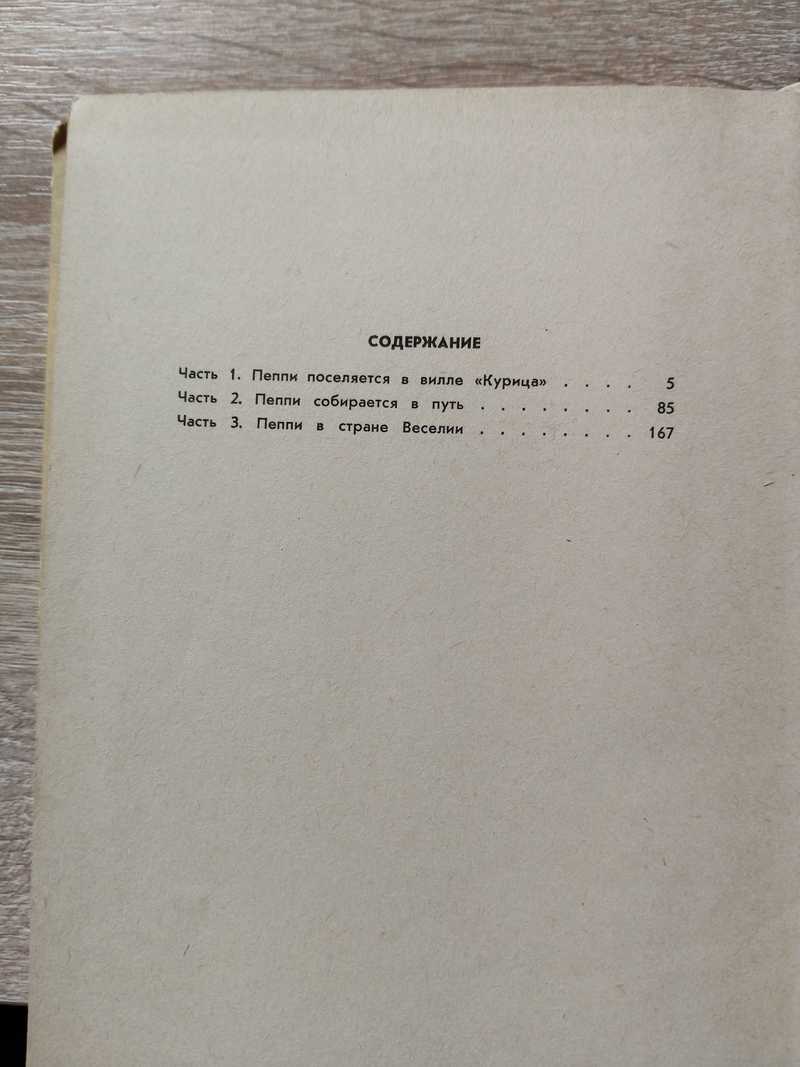 СОДЕРЖАНИЕ
Часть 1. Пеппи поселяется в вилле «Курица» . . . . 5
Часть 2. Пеппи собирается в путь . . . . . . . . 85
Часть 3. Пеппи в стране Веселии . . . . . . . . 167